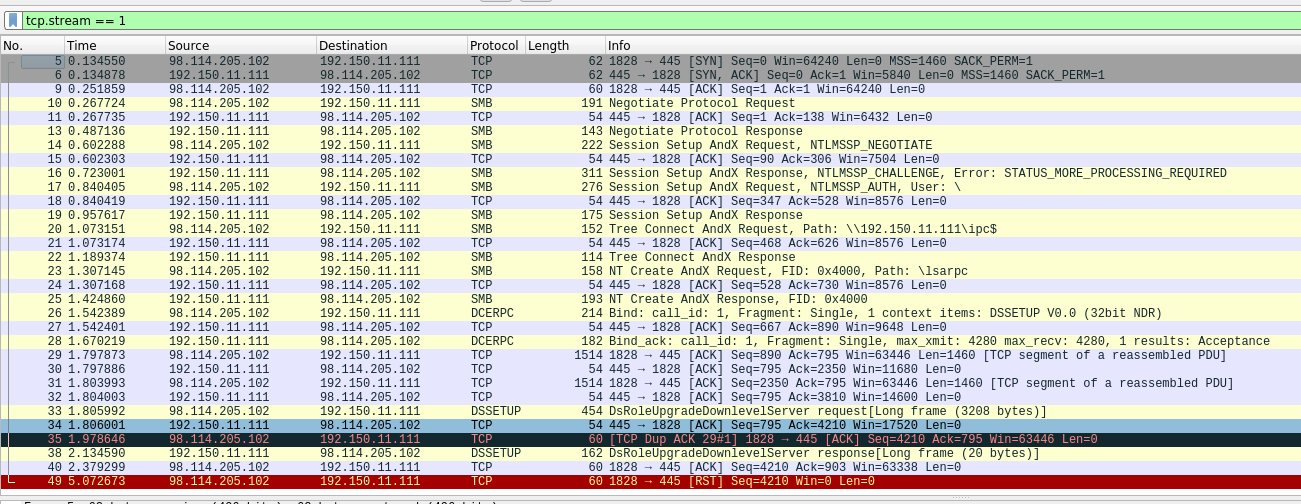 tcp.stream == 1
No. Time Source Destination Protocol Length Info
5 0.134550 98.114.205.102 192.150.11.111 TCP 62 1828 → 445 [SYN] Seq=0 Win=64240 Len=0 MSS=1460 SACK_PERM=1
6 0.134878 192.150.11.111 98.114.205.102 TCP 62 445 → 1828 [SYN, ACK] Seq=0 Ack=1 Win=5840 Len=0 MSS=1460 SACK_PERM=1
9 0.251859 98.114.205.102 192.150.11.111 TCP 60 1828 → 445 [ACK] Seq=1 Ack=1 Win=64240 Len=0
10 0.267724 98.114.205.102 192.150.11.111 SMB 191 Negotiate Protocol Request
11 0.267735 192.150.11.111 98.114.205.102 TCP 54 445 → 1828 [ACK] Seq=1 Ack=138 Win=6432 Len=0
13 0.487136 192.150.11.111 98.114.205.102 SMB 143 Negotiate Protocol Response
14 0.602288 98.114.205.102 192.150.11.111 SMB 222 Session Setup AndX Request, NTLMSSP_NEGOTIATE
15 0.602303 192.150.11.111 98.114.205.102 TCP 54 445 → 1828 [ACK] Seq=90 Ack=306 Win=7504 Len=0
16 0.723001 192.150.11.111 98.114.205.102 SMB 311 Session Setup AndX Response, NTLMSSP_CHALLENGE, Error: STATUS_MORE_PROCESSING_REQUIRED
17 0.840405 98.114.205.102 192.150.11.111 SMB 276 Session Setup AndX Request, NTLMSSP_AUTH, User: \
18 0.840419 192.150.11.111 98.114.205.102 TCP 54 445 → 1828 [ACK] Seq=347 Ack=528 Win=8576 Len=0
19 0.957617 192.150.11.111 98.114.205.102 SMB 175 Session Setup AndX Response
20 1.073151 98.114.205.102 192.150.11.111 SMB 152 Tree Connect AndX Request, Path: \\192.150.11.111\ipc$
21 1.073174 192.150.11.111 98.114.205.102 TCP 54 445 → 1828 [ACK] Seq=468 Ack=626 Win=8576 Len=0
22 1.189374 192.150.11.111 98.114.205.102 SMB 114 Tree Connect AndX Response
23 1.307145 98.114.205.102 192.150.11.111 SMB 158 NT Create AndX Request, FID: 0x4000, Path: \lsarpc
24 1.307168 192.150.11.111 98.114.205.102 TCP 54 445 → 1828 [ACK] Seq=528 Ack=730 Win=8576 Len=0
25 1.424860 192.150.11.111 98.114.205.102 SMB 193 NT Create AndX Response, FID: 0x4000
26 1.542389 98.114.205.102 192.150.11.111 DCERPC 214 Bind: call_id: 1, Fragment: Single, 1 context items: DSSETUP V0.0 (32bit NDR)
27 1.542401 192.150.11.111 98.114.205.102 TCP 54 445 → 1828 [ACK] Seq=667 Ack=890 Win=9648 Len=0
28 1.670219 192.150.11.111 98.114.205.102 DCERPC 182 Bind_ack: call_id: 1, Fragment: Single, max_xmit: 4280 max_recv: 4280, 1 results: Acceptance
29 1.797873 98.114.205.102 192.150.11.111 TCP 1514 1828 → 445 [ACK] Seq=890 Ack=795 Win=63446 Len=1460 [TCP segment of a reassembled PDU]
30 1.797886 192.150.11.111 98.114.205.102 TCP 54 445 → 1828 [ACK] Seq=795 Ack=2350 Win=11680 Len=0
31 1.803993 98.114.205.102 192.150.11.111 TCP 1514 1828 → 445 [ACK] Seq=2350 Ack=795 Win=63446 Len=1460 [TCP segment of a reassembled PDU]
32 1.804003 192.150.11.111 98.114.205.102 TCP 54 445 → 1828 [ACK] Seq=795 Ack=3810 Win=14600 Len=0
33 1.805992 98.114.205.102 192.150.11.111 DSSETUP 454 DsRoleUpgradeDownlevelServer request[Long frame (3208 bytes)]
34 1.806001 192.150.11.111 98.114.205.102 TCP 54 445 → 1828 [ACK] Seq=795 Ack=4210 Win=17520 Len=0
35 1.978646 98.114.205.102 192.150.11.111 TCP 60 [TCP Dup ACK 29#1] 1828 → 445 [ACK] Seq=4210 Ack=795 Win=63446 Len=0
38 2.134590 192.150.11.111 98.114.205.102 DSSETUP 162 DsRoleUpgradeDownlevelServer response[Long frame (20 bytes)]
40 2.379299 98.114.205.102 192.150.11.111 TCP 60 1828 → 445 [ACK] Seq=4210 Ack=903 Win=63338 Len=0
49 5.072673 98.114.205.102 192.150.11.111 TCP 60 1828 → 445 [RST] Seq=4210 Win=0 Len=0